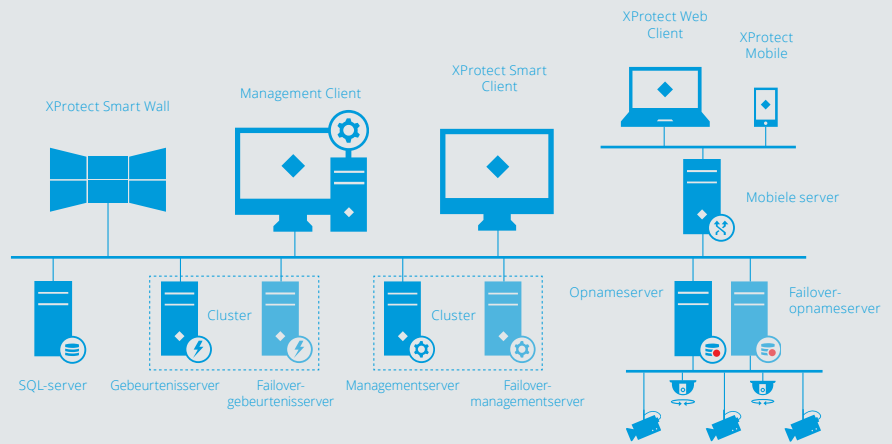 XProtect Web
Client
XProtect
Mobile
XProtect Smart
Client
Management Client
XProtect Smart Wall
Mobiele server
Opnameserver
Failover-
opnameserver
Cluster
Cluster
SQL-server
Gebeurtenisserver
Failover-
gebeurtenisserver
Managementserver
Failover-
managementserver